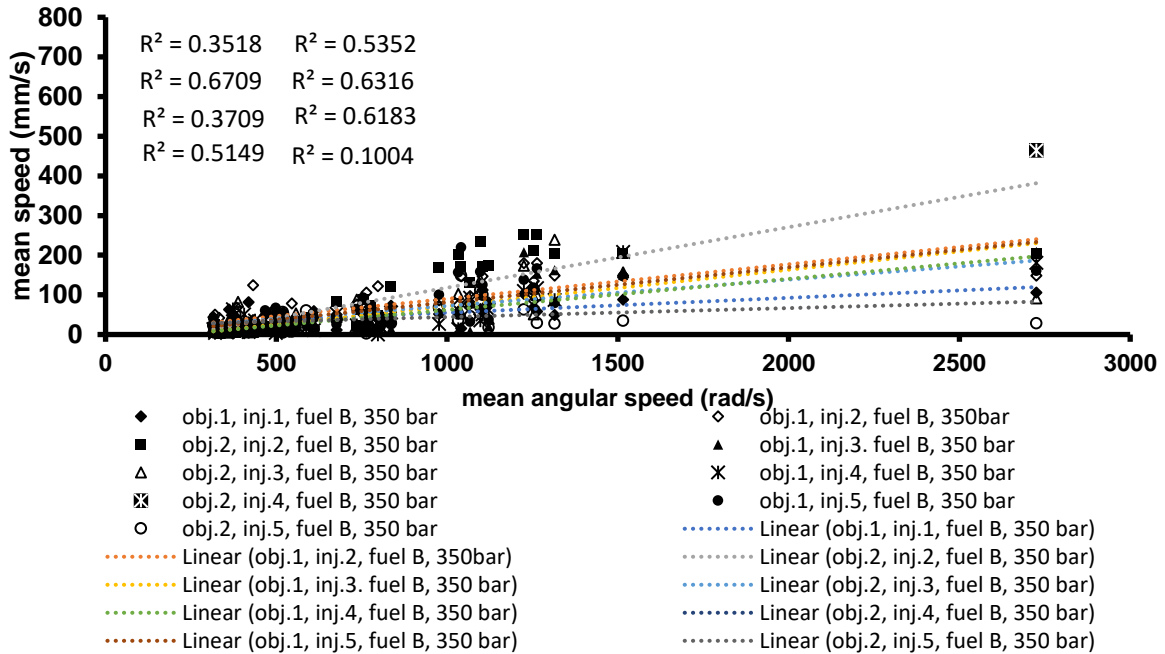 800
700
600
500
400
300
200
100
0
mean speed (mm/s)
R² = 0.3518 R² = 0.5352
R² = 0.6709 R² = 0.6316
R² = 0.3709 R² = 0.6183
R² = 0.5149 R² = 0.1004
0 500 1000 1500 2000 2500 3000
mean angular speed (rad/s)
obj.1, inj.1, fuel B, 350 bar obj.1, inj.2, fuel B, 350bar
obj.2, inj.2, fuel B, 350 bar obj.1, inj.3. fuel B, 350 bar
obj.2, inj.3, fuel B, 350 bar obj.1, inj.4, fuel B, 350 bar
obj.2, inj.4, fuel B, 350 bar obj.1, inj.5, fuel B, 350 bar
obj.2, inj.5, fuel B, 350 bar Linear (obj.1, inj.1, fuel B, 350 bar)
Linear (obj.1, inj.2, fuel B, 350bar) Linear (obj.2, inj.2, fuel B, 350 bar)
Linear (obj.1, inj.3. fuel B, 350 bar) Linear (obj.2, inj.3, fuel B, 350 bar)
Linear (obj.1, inj.4, fuel B, 350 bar) Linear (obj.2, inj.4, fuel B, 350 bar)
Linear (obj.1, inj.5, fuel B, 350 bar) Linear (obj.2, inj.5, fuel B, 350 bar)